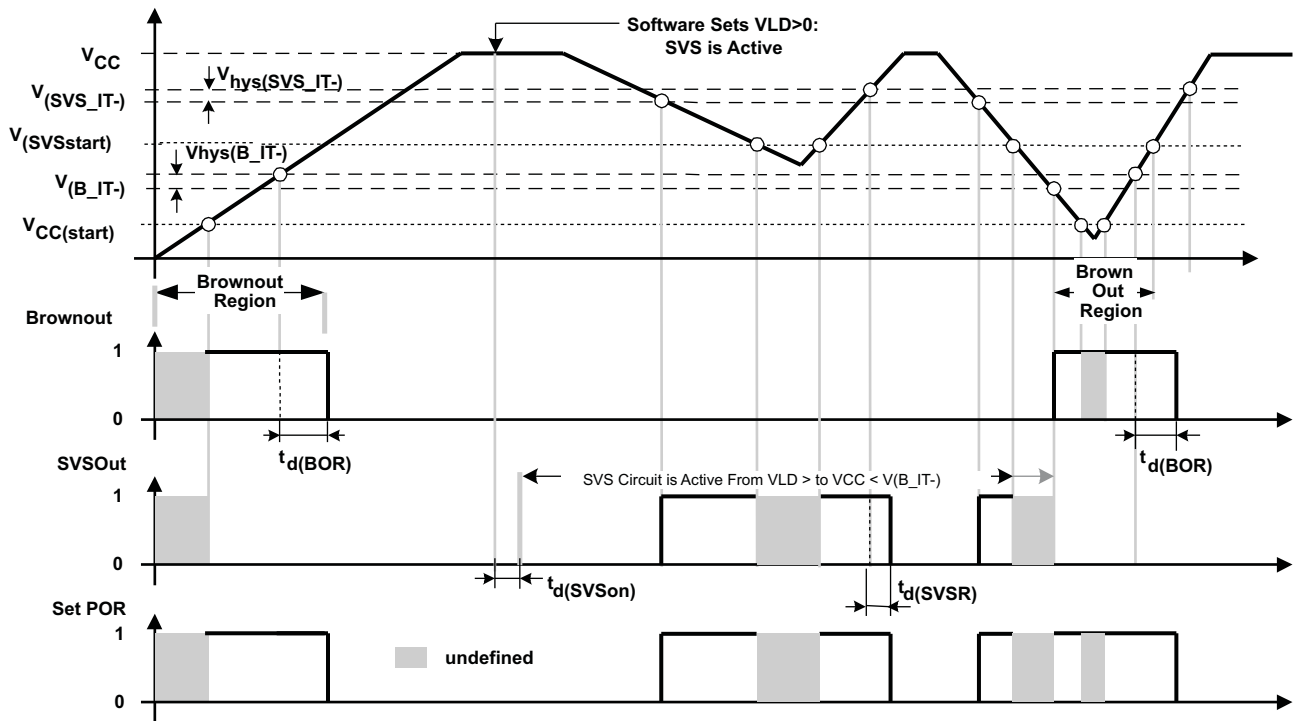 Software Sets VLD>0:
SVS is Active
VCC
Vhys(SVS_IT-)
V(SVS_IT-)
V(SVSstart)
Vhys(B_IT-)
V(B_IT-)
VCC(start)
Brownout
Region
Brown
Out
Region
Brownout
1
0
td(BOR)
td(BOR)
SVSOut
SVS Circuit is Active From VLD > to VCC < V(B_IT-)
1
0
td(SVSon)
td(SVSR)
Set POR
1
undefined
0